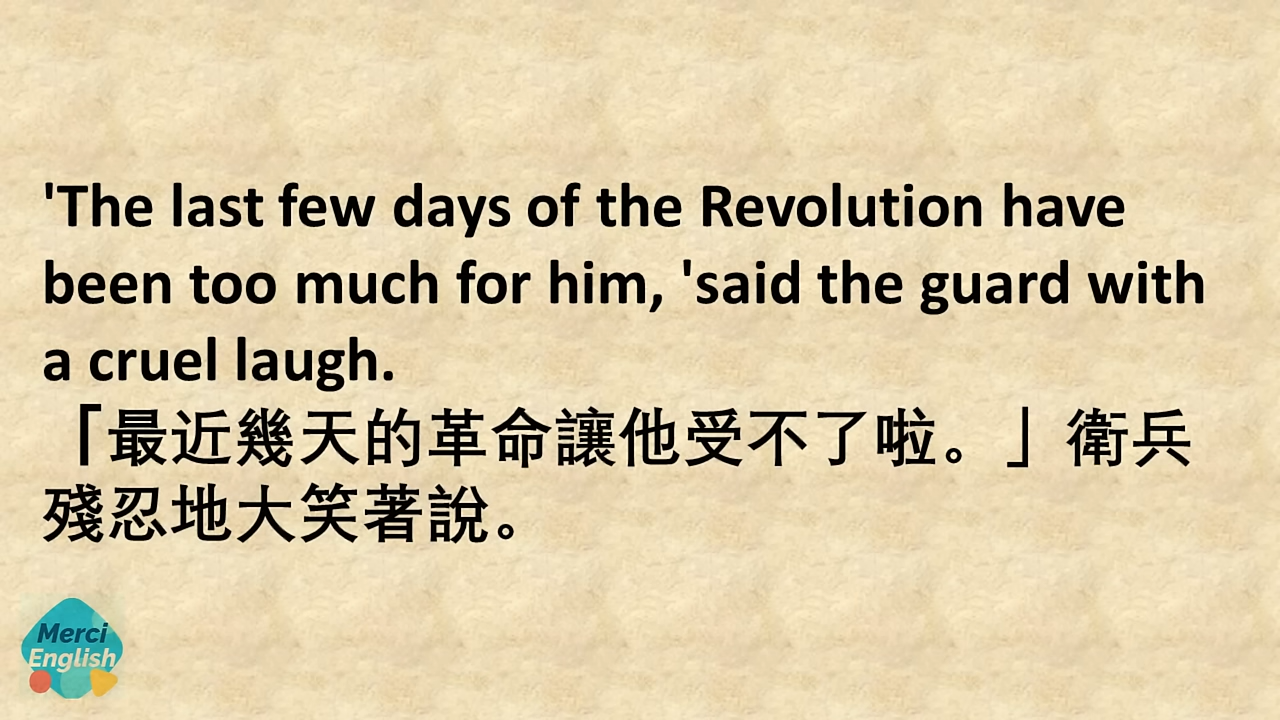 'The last few days of the Revolution have
been too much for him, 'said the guard with
a cruel laugh.
「最近幾天的革命讓他受不了啦。」衛兵
殘忍地大笑著說。
Merci
English